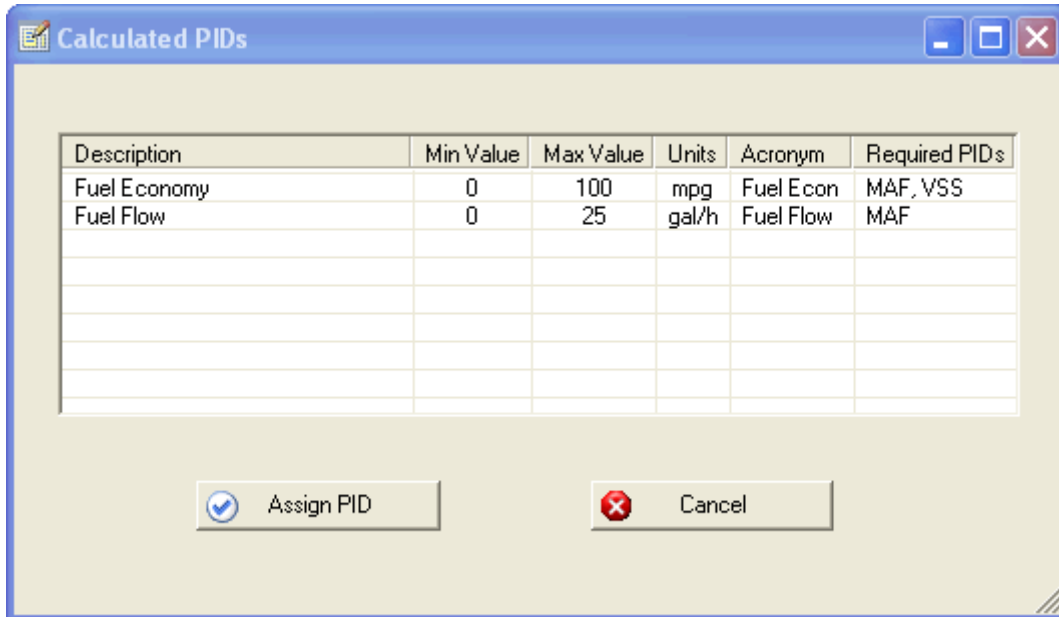 Calculated PIDs
Description Min Value Max Value Units Acronym Required PIDs
Fuel Economy 0 100 mpg Fuel Econ MAF, VSS
Fuel Flow 0 25 gal/h Fuel Flow MAF
Assign PID Cancel